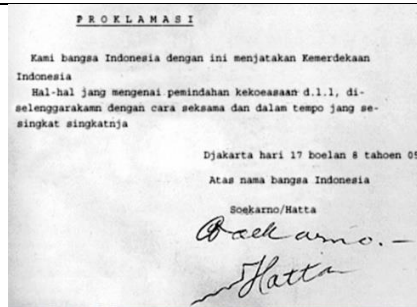 P R O K L A M A S I
Kami bangsa Indonesia dengan ini menjatakan Kemerdekaan
Indonesia
Hal-hal jang mengenai pemindahan kekoeasaan d.l.l, di-
selenggarakamn dengan cara seksama dan dalam tempo jang se-
singkat singkatnja
Djakarta hari 17 boelan 8 tahoen 05
Atas nama bangsa Indonesia
Soekarno/Hatta
Soekarno.-
Hatta